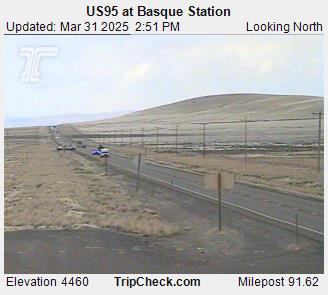 US95 at Basque Station
Updated: Mar 31 2025 2:51 PM Looking North
Elevation 4460 TripCheck.com Milepost 91.62